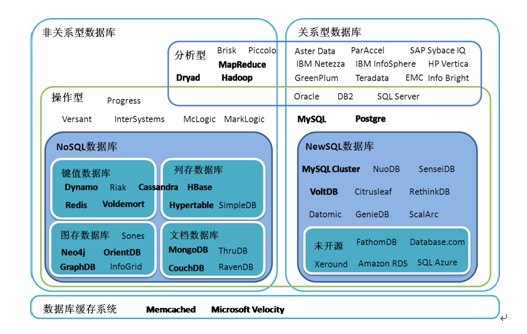 非关系型数据库
关系型数据库
分析型
Brisk Piccolo
MapReduce
Dryad Hadoop
Aster Data ParAccel SAP Sybace IQ
IBM Netezza IBM InfoSphere HP Vertica
GreenPlum Teradata EMC Info Bright
操作型
Progress
Versant InterSystems McLogic MarkLogic
Oracle DB2 SQL Server
MySQL Postgre
NoSQL数据库
键值数据库
Dynamo Riak Cassandra
Redis Voldemort
列存数据库
HBase
Hypertable SimpleDB
图存数据库 Sones
Neo4j OrientDB
GraphDB InfoGrid
文档数据库
MongoDB ThruDB
CouchDB RavenDB
NewSQL数据库
MySQL Cluster NuoDB SenseiDB
VoltDB Citrusleaf RethinkDB
Datomic GenieDB ScalArc
未开源
FathomDB Database.com
Xeround Amazon RDS SQL Azure
数据库缓存系统 Memcached Microsoft Velocity